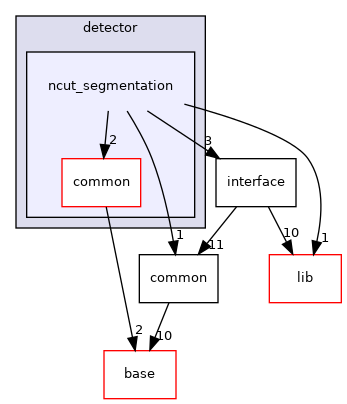 detector
ncut_segmentation
2
3
common
interface
1
11
10
1
common
lib
2
10
base